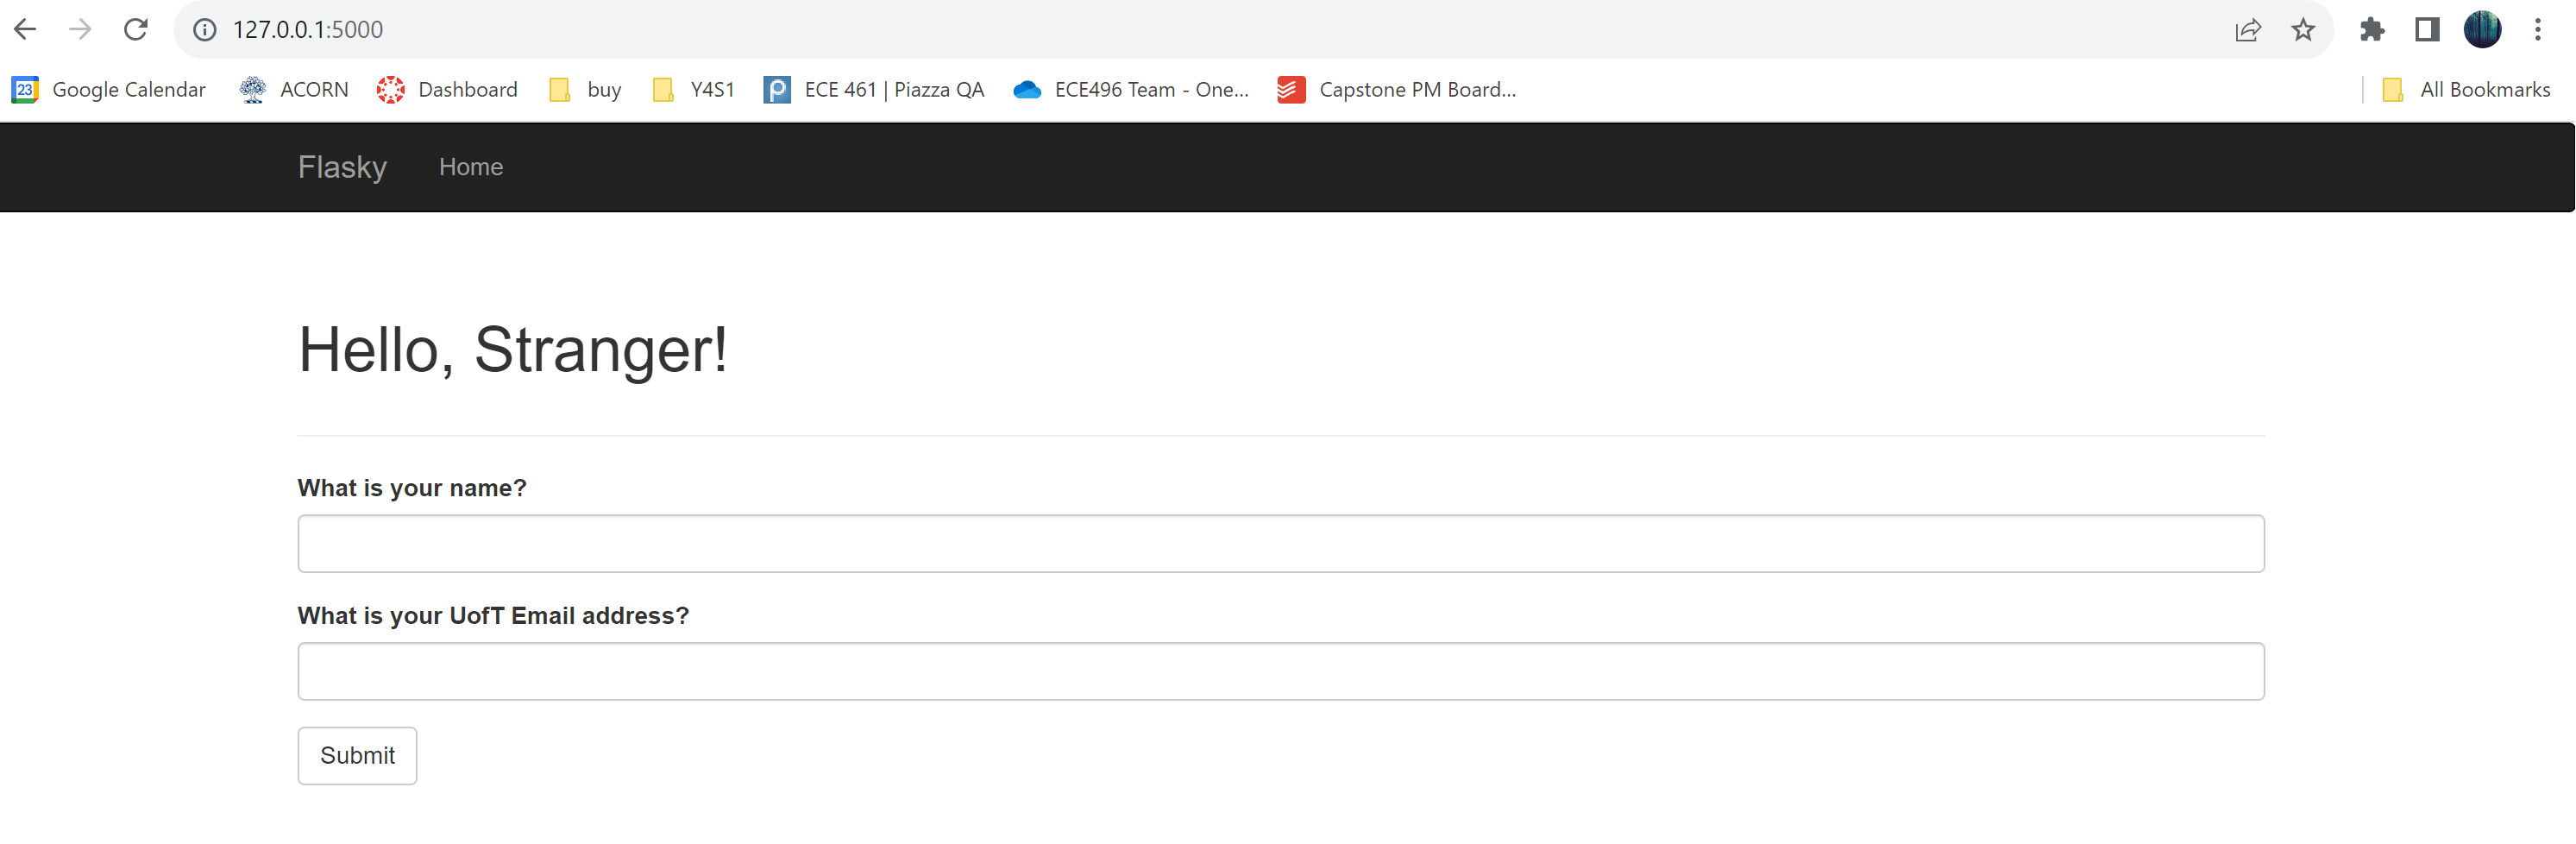 127.0.0.1:5000
23 Google Calendar ACORN Dashboard buy Y4S1 P ECE 461 | Piazza QA ECE496 Team - One... Capstone PM Board... All Bookmarks
Flasky Home
Hello, Stranger!
What is your name?
What is your UofT Email address?
Submit